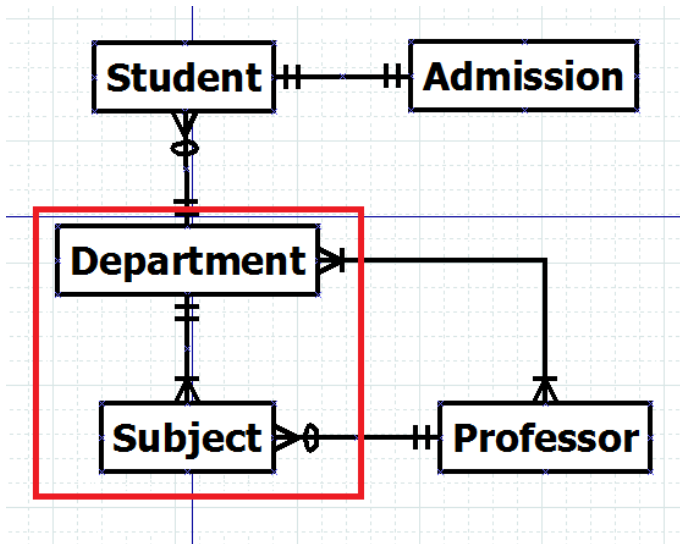 Student
Admission
Department
Subject
Professor